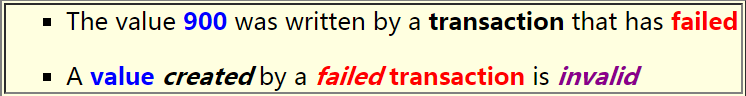 ▪ The value 900 was written by a transaction that has failed
▪ A value created by a failed transaction is invalid